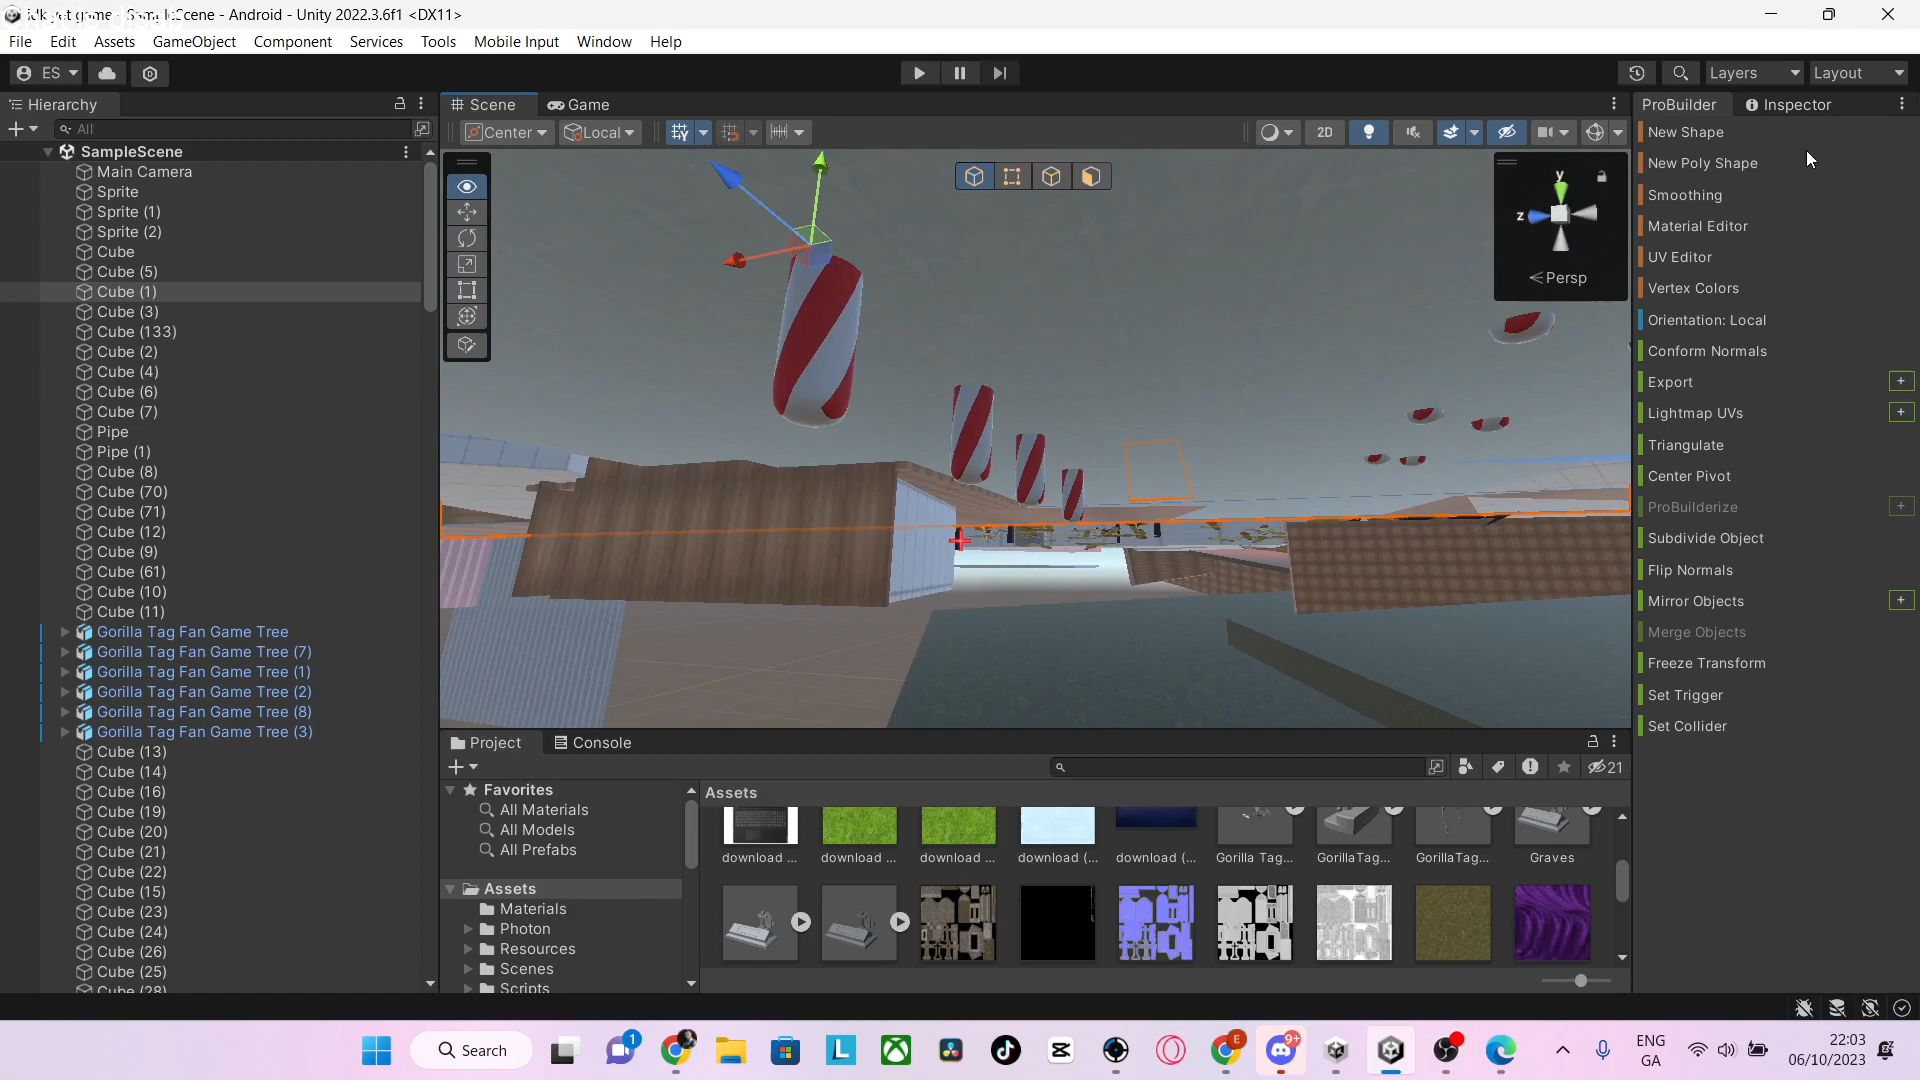 idk yet game - SampleScene - Android - Unity 2022.3.6f1 <DX11>
File Edit Assets GameObject Component Services Tools Mobile Input Window Help
ES
Layers
Layout
Hierarchy
All
SampleScene
Main Camera
Sprite
Sprite (1)
Sprite (2)
Cube
Cube (5)
Cube (1)
Cube (3)
Cube (133)
Cube (2)
Cube (4)
Cube (6)
Cube (7)
Pipe
Pipe (1)
Cube (8)
Cube (70)
Cube (71)
Cube (12)
Cube (9)
Cube (61)
Cube (10)
Cube (11)
Gorilla Tag Fan Game Tree
Gorilla Tag Fan Game Tree (7)
Gorilla Tag Fan Game Tree (1)
Gorilla Tag Fan Game Tree (2)
Gorilla Tag Fan Game Tree (8)
Gorilla Tag Fan Game Tree (3)
Cube (13)
Cube (14)
Cube (16)
Cube (19)
Cube (20)
Cube (21)
Cube (22)
Cube (15)
Cube (23)
Cube (24)
Cube (26)
Cube (25)
Cube (28)
Scene
Game
Center
Local
2D
y
z
Persp
ProBuilder
Inspector
New Shape
New Poly Shape
Smoothing
Material Editor
UV Editor
Vertex Colors
Orientation: Local
Conform Normals
Export +
Lightmap UVs +
Triangulate
Center Pivot
ProBuilderize +
Subdivide Object
Flip Normals
Mirror Objects +
Merge Objects
Freeze Transform
Set Trigger
Set Collider
Project
Console
21
Favorites
All Materials
All Models
All Prefabs
Assets
Materials
Photon
Resources
Scenes
Scripts
Assets
download ...
download ...
download ...
download (...
download (...
Gorilla Tag...
GorillaTag...
GorillaTag...
Graves
Search
1
E
9+
ENG
GA
22:03
06/10/2023